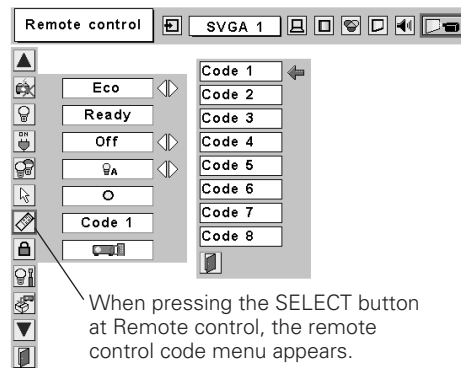 Remote control
SVGA 1
Eco
Ready
Off
A
Code 1
Code 1
Code 2
Code 3
Code 4
Code 5
Code 6
Code 7
Code 8
ON
When pressing the SELECT button
at Remote control, the remote
control code menu appears.